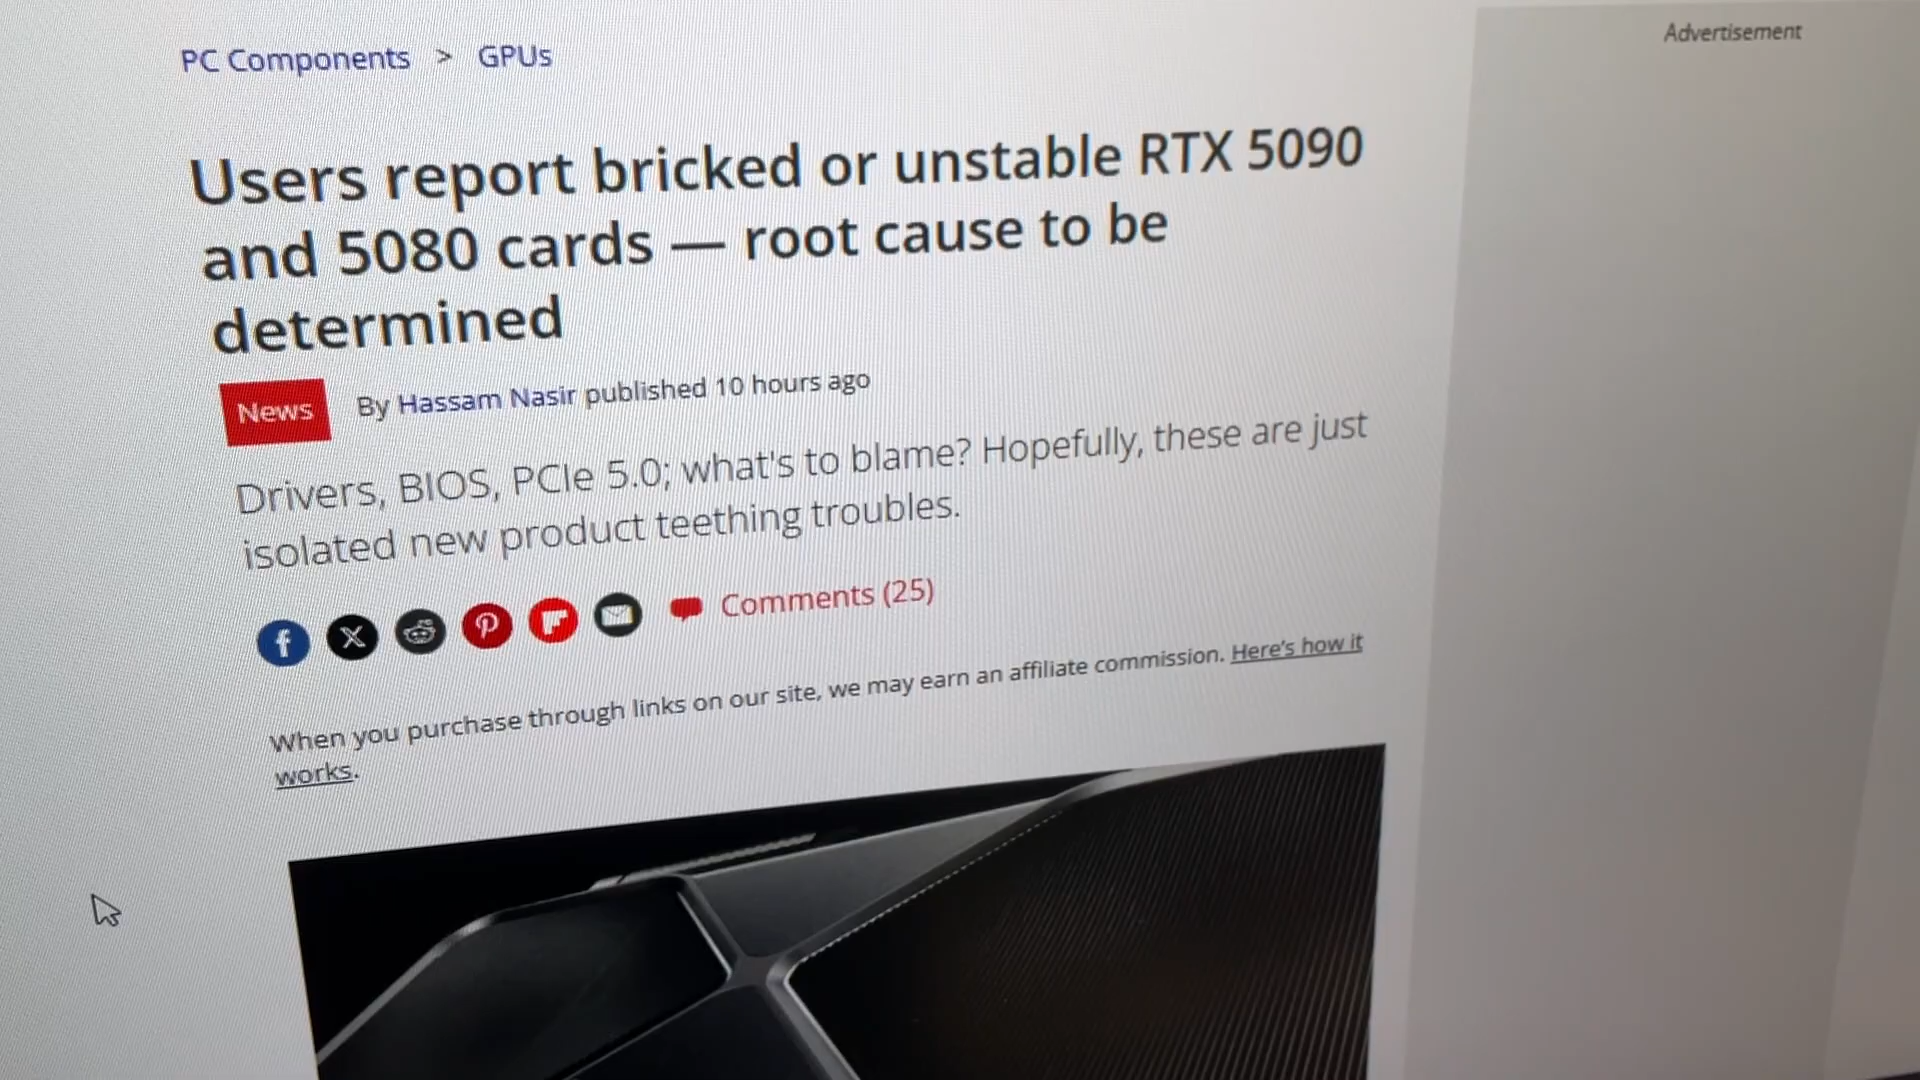 PC Components > GPUs
Advertisement
Users report bricked or unstable RTX 5090
and 5080 cards — root cause to be
determined
News By Hassam Nasir published 10 hours ago
Drivers, BIOS, PCIe 5.0; what's to blame? Hopefully, these are just
isolated new product teething troubles.
Comments (25)
When you purchase through links on our site, we may earn an affiliate commission. Here's how it
works.